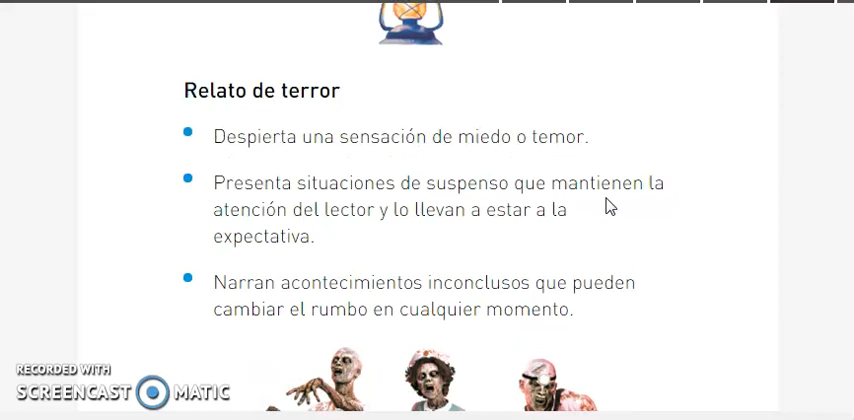 Relato de terror
Despierta una sensación de miedo o temor.
Presenta situaciones de suspenso que mantienen la
atención del lector y lo llevan a estar a la
expectativa.
Narran acontecimientos inconclusos que pueden
cambiar el rumbo en cualquier momento.
RECORDED WITH
SCREENCAST MATIC